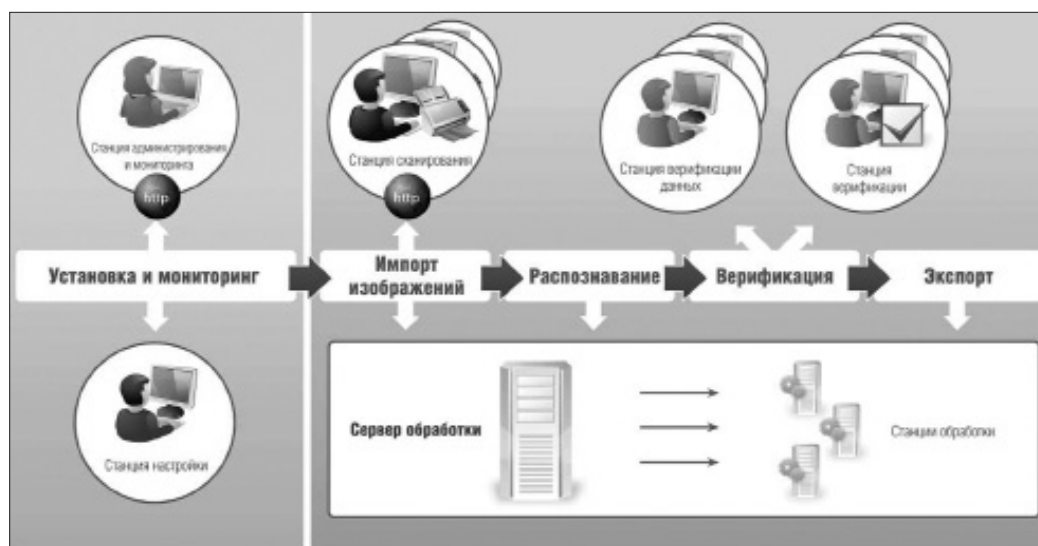 Станция администрирования
и мониторинга
http
Станция сканирования
http
Станция верификации
данных
Станция
верификации
Установка и мониторинг
Импорт
изображений
Распознавание
Верификация
Экспорт
Станция настройки
Сервер обработки
Станции обработки